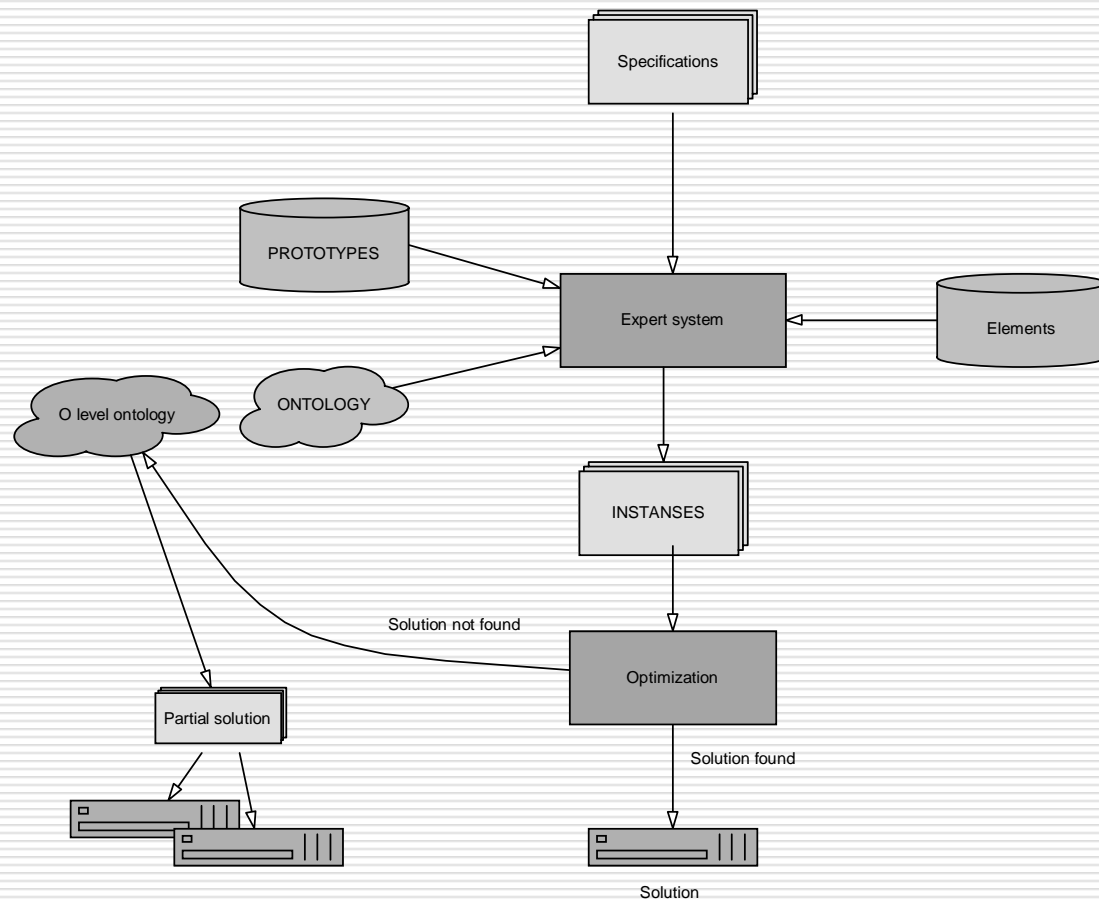 Specifications
PROTOTYPES
Expert system
Elements
ONTOLOGY
O level ontology
INSTANSES
Solution not found
Optimization
Partial solution
Solution found
Solution